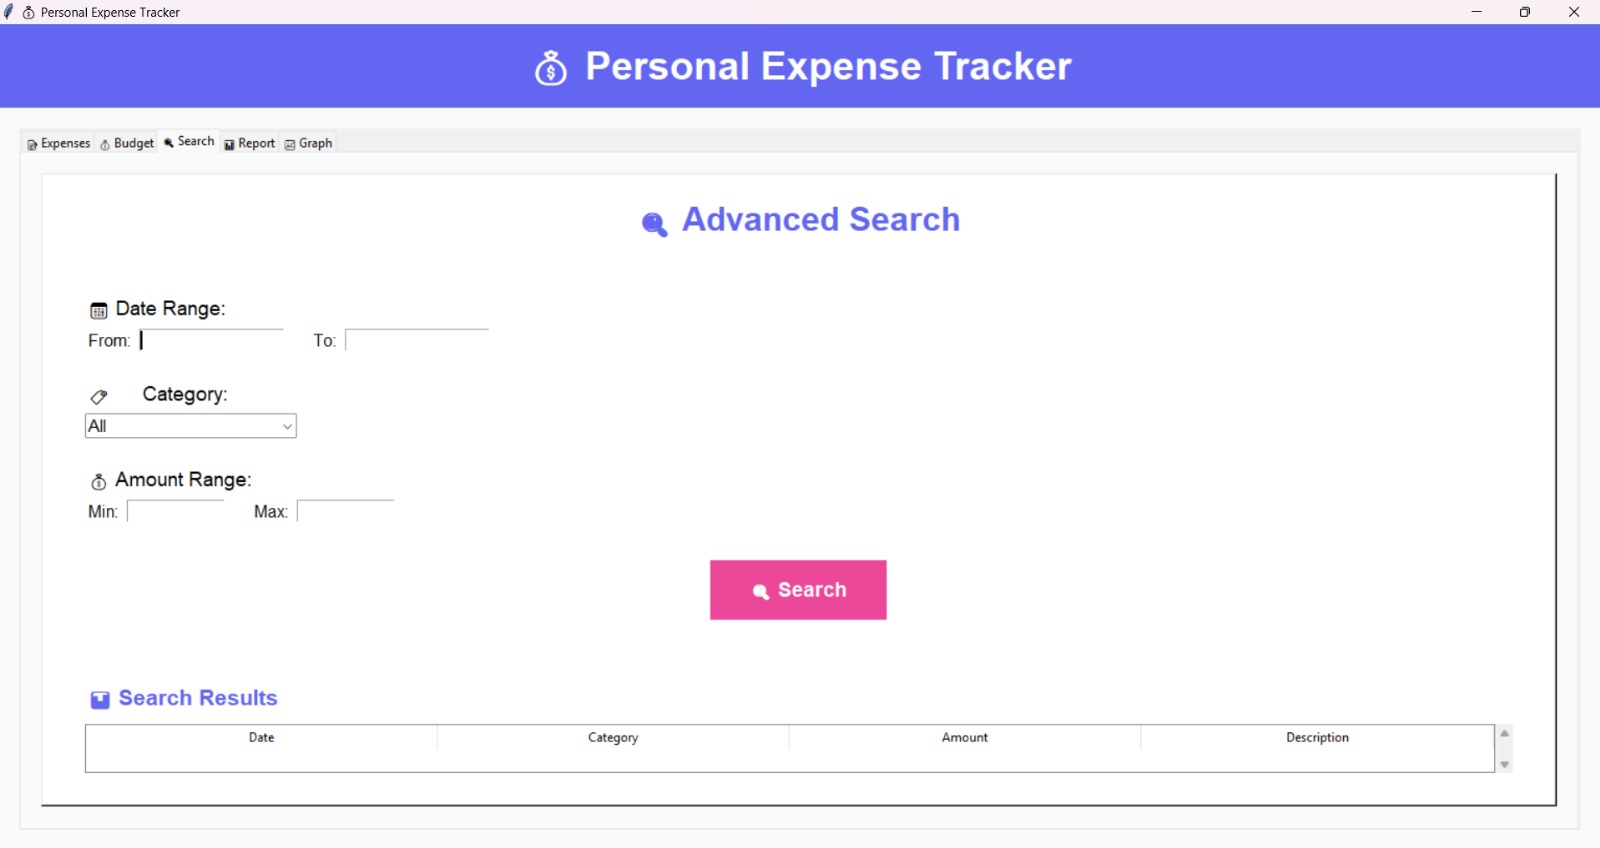 Personal Expense Tracker
Personal Expense Tracker
Expenses Budget Search Report Graph
Advanced Search
Date Range:
From: To:
Category:
All
Amount Range:
Min: Max:
Search
Search Results
Date Category Amount Description